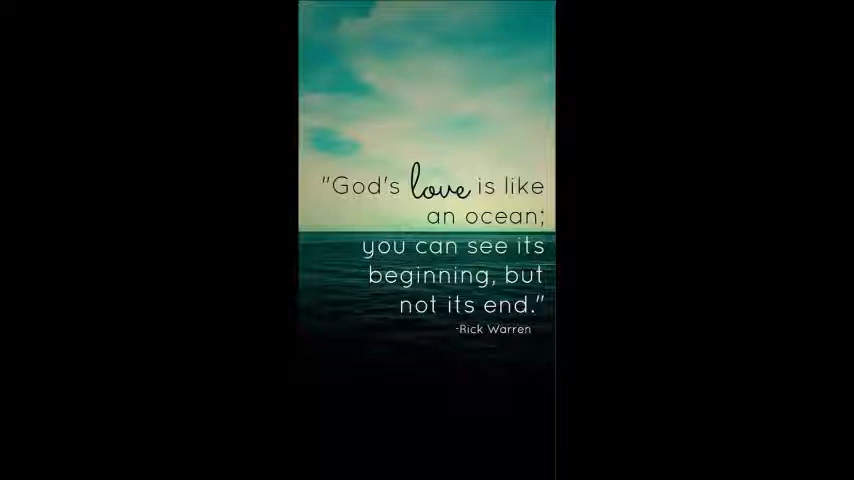 "God's love is like
an ocean;
you can see its
beginning, but
not its end."
-Rick Warren